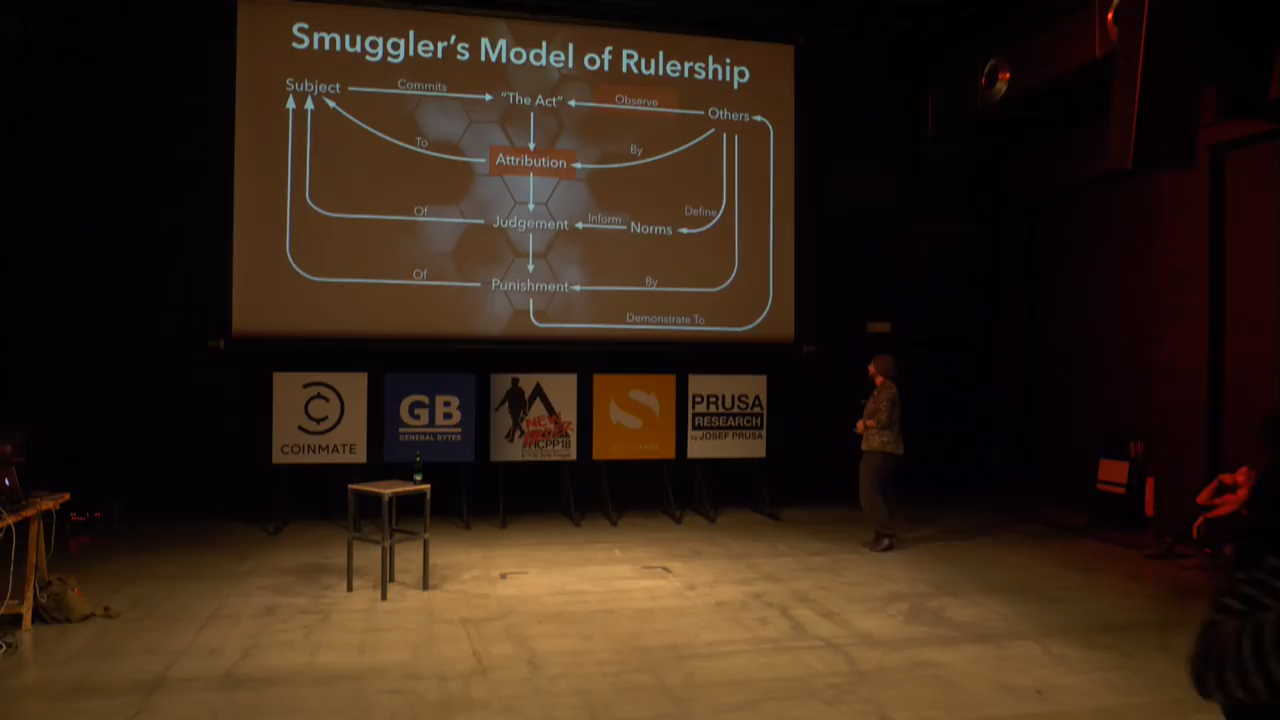 Smuggler's Model of Rulership
Subject
Commits
"The Act"
Observe
Others
To
Attribution
By
Of
Judgement
Inform
Norms
Define
Of
Punishment
By
Demonstrate To
COINMATE
GB
GENERAL BYTES
NEW
#HCPP18
PRUSA
RESEARCH
by JOSEF PRUSA